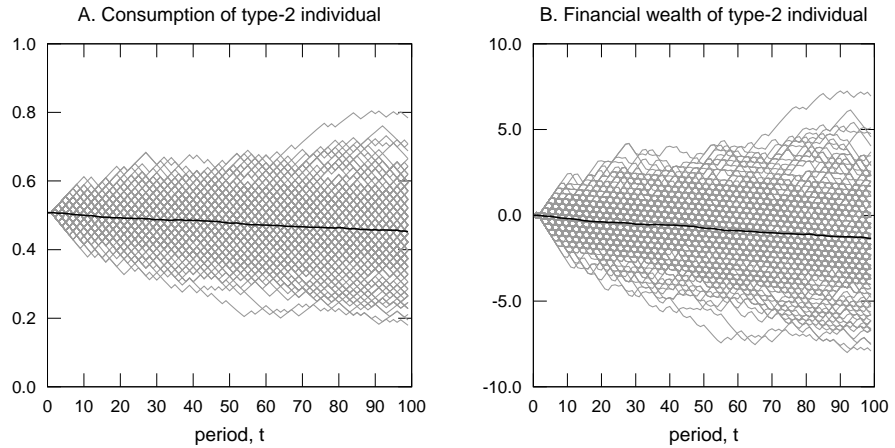 A. Consumption of type-2 individual
1.0
0.8
0.6
0.4
0.2
0.0
0 10 20 30 40 50 60 70 80 90 100
period, t
B. Financial wealth of type-2 individual
10.0
5.0
0.0
-5.0
-10.0
0 10 20 30 40 50 60 70 80 90 100
period, t